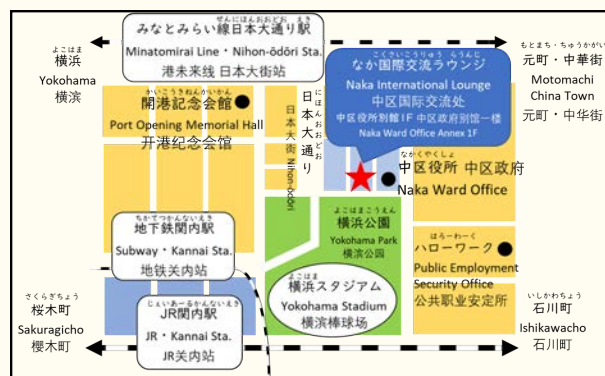 みなとみらい線日本大通り駅
せんにほんおおどお えき
Minatomirai Line・Nihon-ōdōri Sta.
港未来线 日本大街站
よこはま
横浜
Yokohama
横滨
こくさいこうりゅう らうんじ
なか国際交流ラウンジ
Naka International Lounge
中区国际交流处
中区役所別館1F 中区政府别馆一楼
Naka Ward Office Annex 1F
もとまち・ちゅうかがい
元町・中華街
Motomachi
China Town
元町・中华街
かいこうきねんかいかん
開港記念会館
Port Opening Memorial Hall
开港纪念会馆
にほんおおどお
日本大通り
日本大街 Nihon-ōdōri
なかくやくしょ
中区役所 中区政府
Naka Ward Office
よこはまこうえん
横浜公園
Yokohama Park
横滨公园
ちかてつかんないえき
地下鉄関内駅
Subway・Kannai Sta.
地铁关内站
はろーわーく
ハローワーク
Public Employment
Security Office
公共职业安定所
よこはま
横浜スタジアム
Yokohama Stadium
横滨棒球场
さくらぎちょう
桜木町
Sakuragicho
樱木町
じぇいあーるかんないえき
JR関内駅
JR・Kannai Sta.
JR关内站
いしかわちょう
石川町
Ishikawacho
石川町